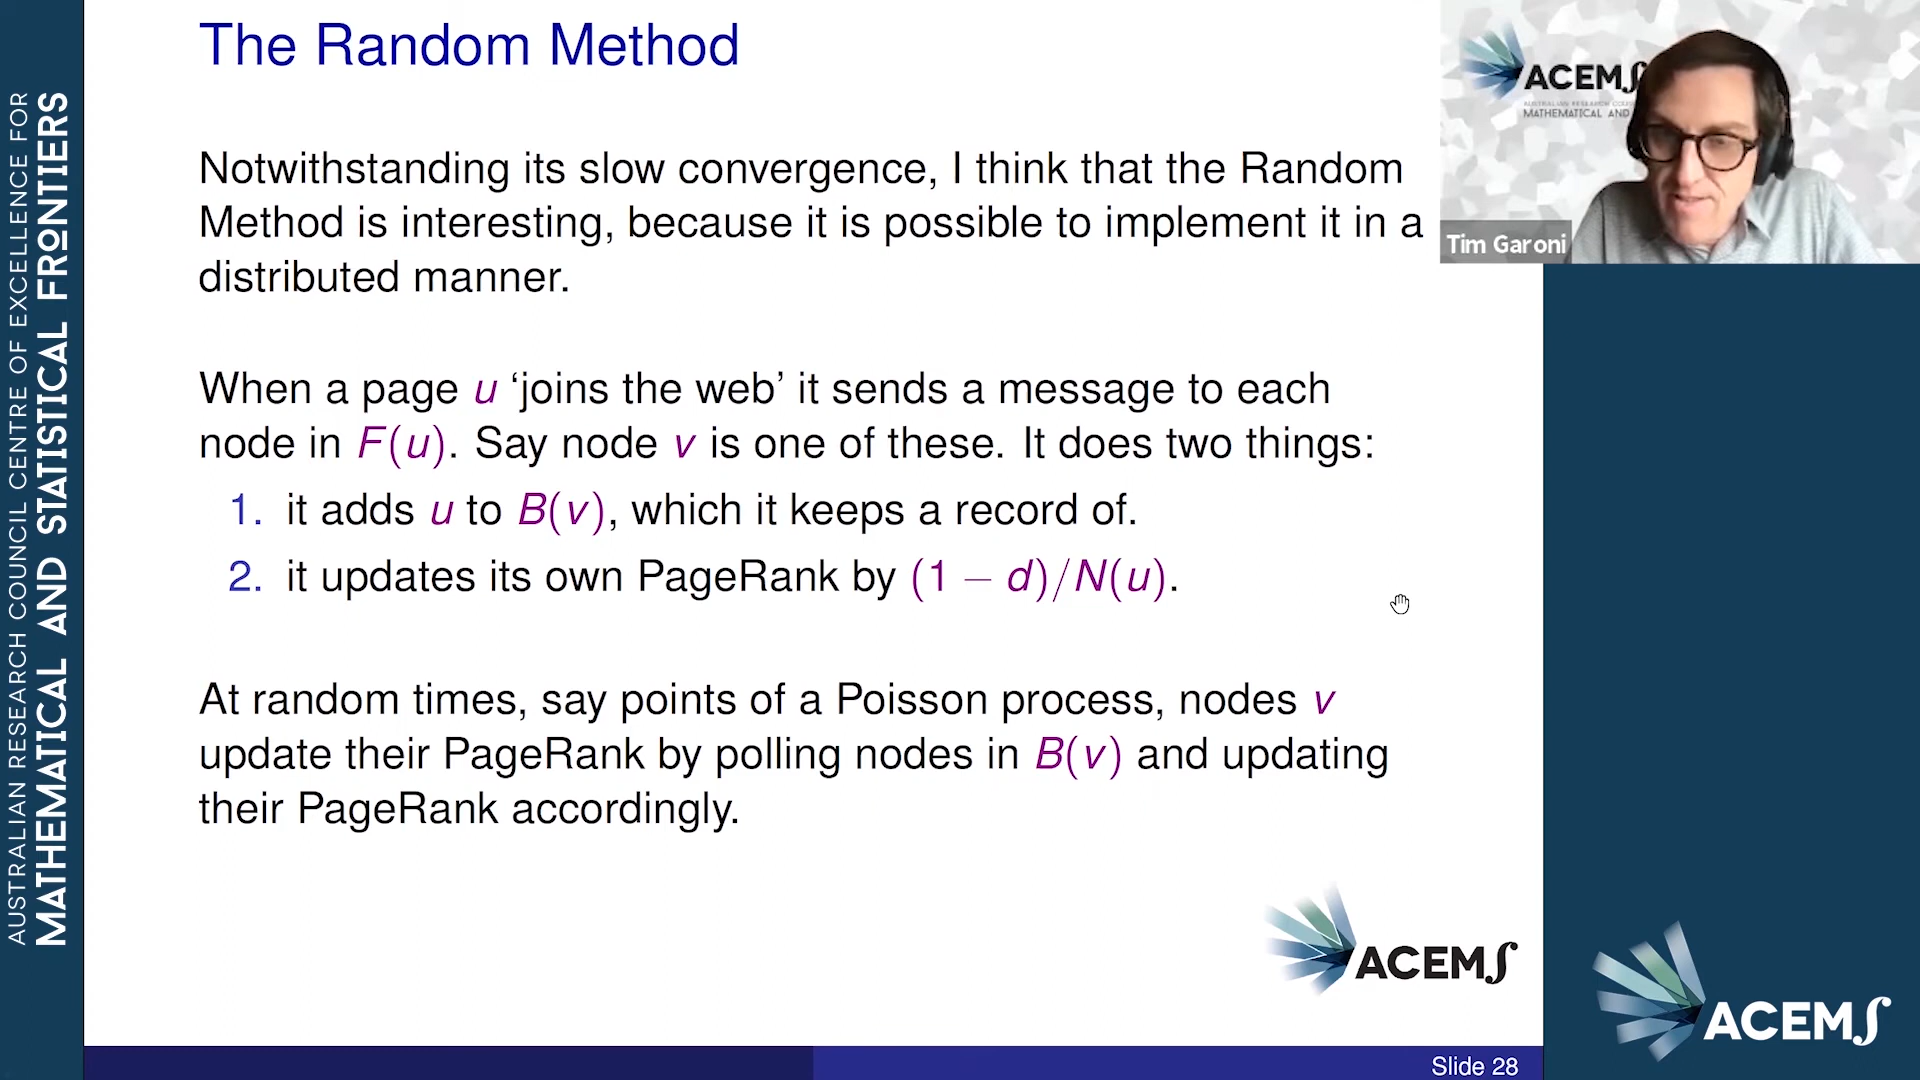 AUSTRALIAN RESEARCH COUNCIL CENTRE OF EXCELLENCE FOR
MATHEMATICAL AND STATISTICAL FRONTIERS
The Random Method
Notwithstanding its slow convergence, I think that the Random
Method is interesting, because it is possible to implement it in a
distributed manner.
When a page u ‘joins the web’ it sends a message to each
node in F(u). Say node v is one of these. It does two things:
1. it adds u to B(v), which it keeps a record of.
2. it updates its own PageRank by (1 − d)/N(u).
At random times, say points of a Poisson process, nodes v
update their PageRank by polling nodes in B(v) and updating
their PageRank accordingly.
ACEMS
Slide 28
ACEMS
MATHEMATICAL AND
Tim Garoni
ACEMS